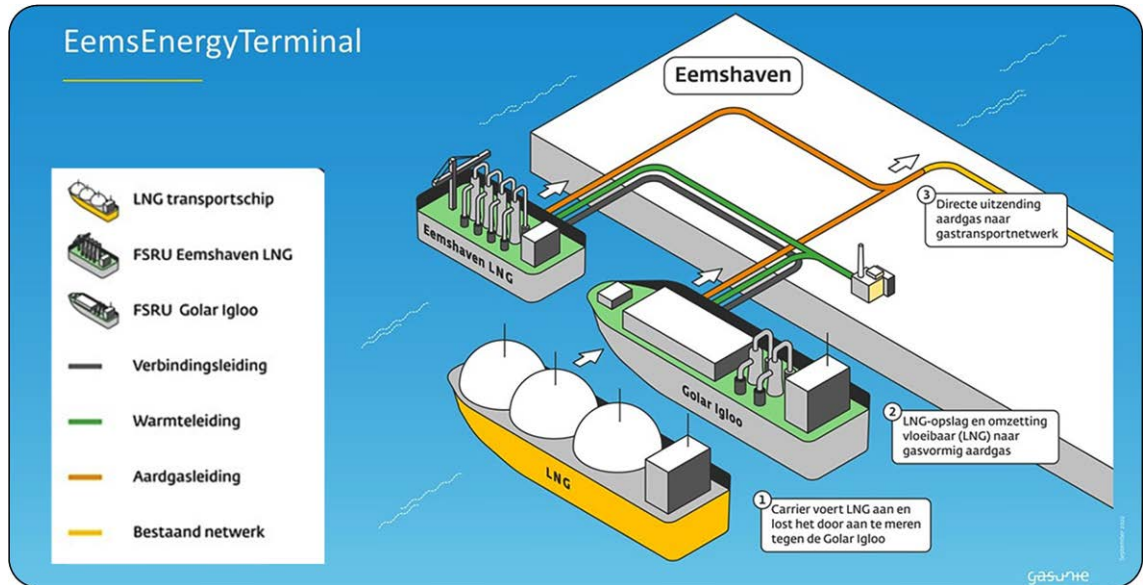 EemsEnergyTerminal
Eemshaven
LNG transportschip
FSRU Eemshaven LNG
FSRU Golar Igloo
Verbindingsleiding
Warmteleiding
Aardgasleiding
Bestaand netwerk
Eemshaven LNG
Golar Igloo
LNG
3
Directe uitzending
aardgas naar
gastransportnetwerk
2
LNG-opslag en omzetting
vloeibaar (LNG) naar
gasvormig aardgas
1
Carrier voert LNG aan en
lost het door aan te meren
tegen de Golar Igloo
gasunie